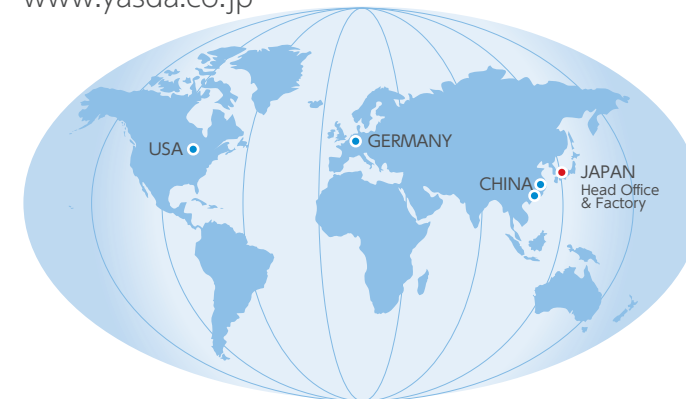 www.yasda.co.jp
USA
GERMANY
CHINA
JAPAN
Head Office
& Factory